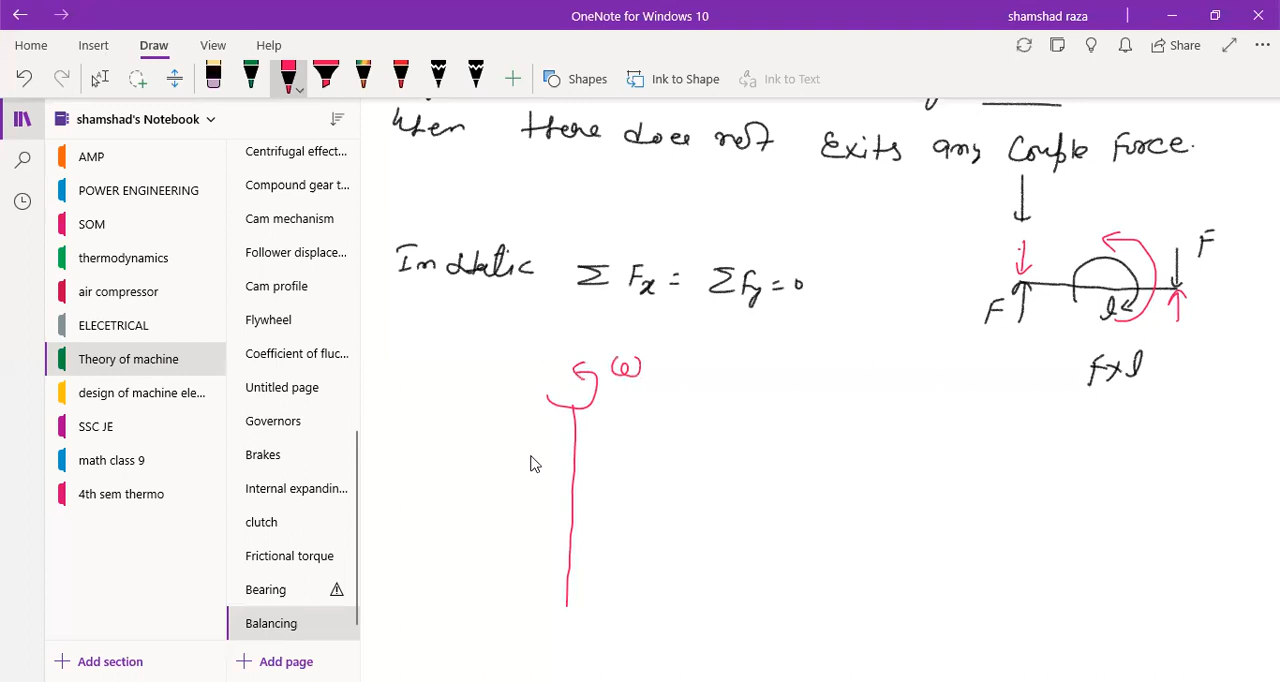 OneNote for Windows 10
shamshad raza
Home Insert Draw View Help
Share
Shapes Ink to Shape Ink to Text
shamshad's Notebook
AMP
POWER ENGINEERING
SOM
thermodynamics
air compressor
ELECETRICAL
Theory of machine
design of machine ele...
SSC JE
math class 9
4th sem thermo
Add section
Centrifugal effect...
Compound gear t...
Cam mechanism
Follower displace...
Cam profile
Flywheel
Coefficient of fluc...
Untitled page
Governors
Brakes
Internal expandin...
clutch
Frictional torque
Bearing
Balancing
Add page
When there does not Exits any Couple Force.
In static Σ Fx = Σ Fy = 0
F
F l
F×l
ω